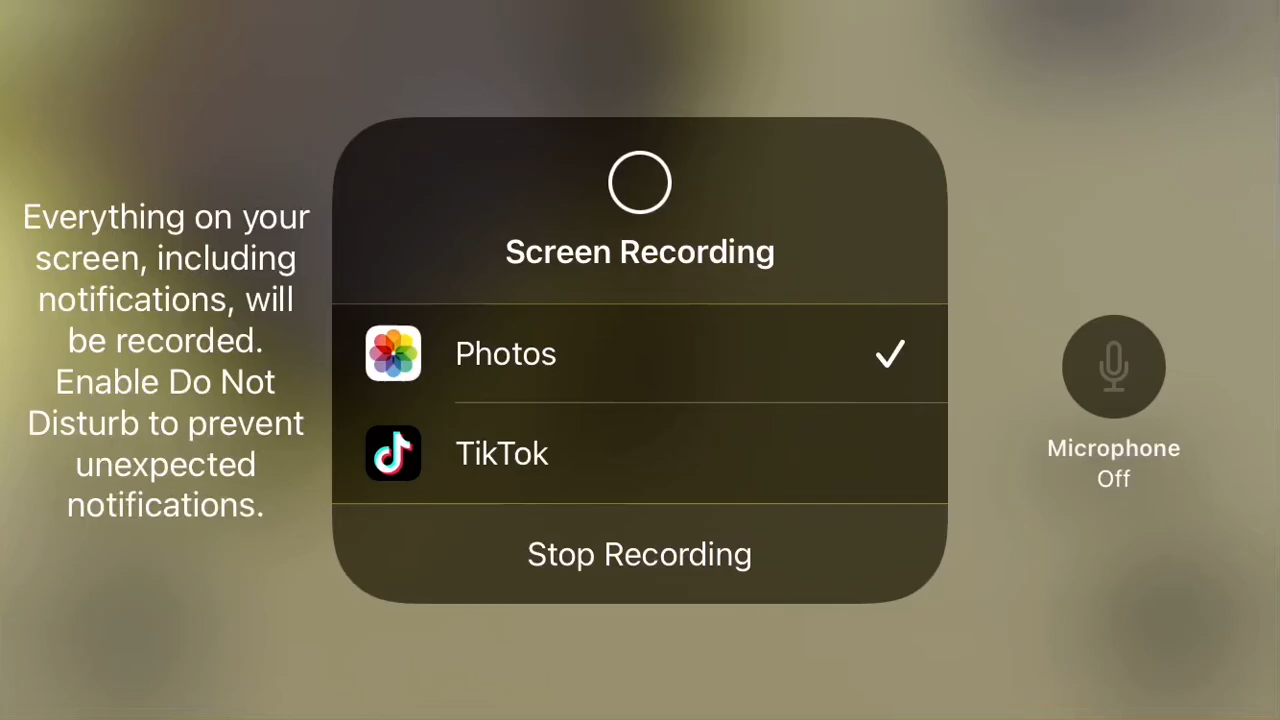 Everything on your
screen, including
notifications, will
be recorded.
Enable Do Not
Disturb to prevent
unexpected
notifications.
Screen Recording
Photos
TikTok
Stop Recording
Microphone
Off